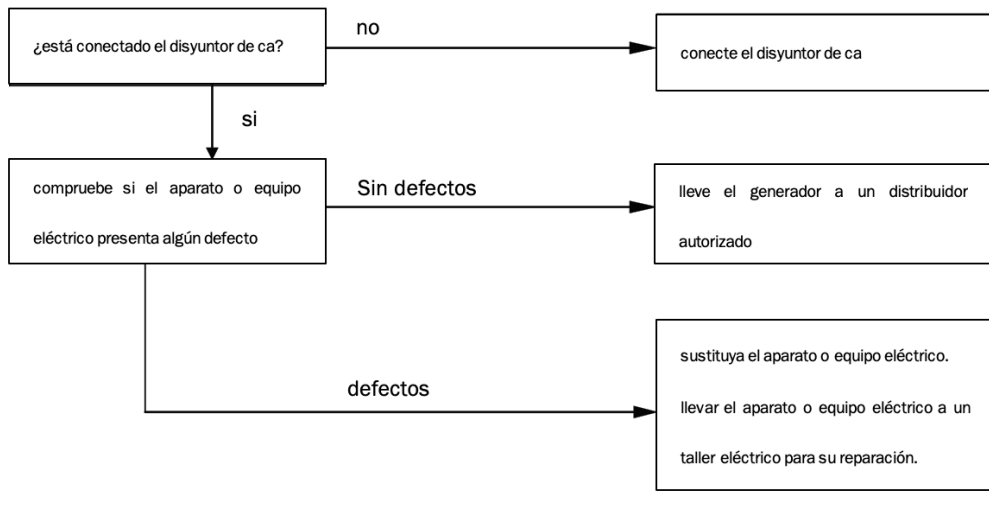 ¿está conectado el disyuntor de ca?
no
conecte el disyuntor de ca
si
compruebe si el aparato o equipo
eléctrico presenta algún defecto
Sin defectos
lleve el generador a un distribuidor
autorizado
defectos
sustituya el aparato o equipo eléctrico.
llevar el aparato o equipo eléctrico a un
taller eléctrico para su reparación.